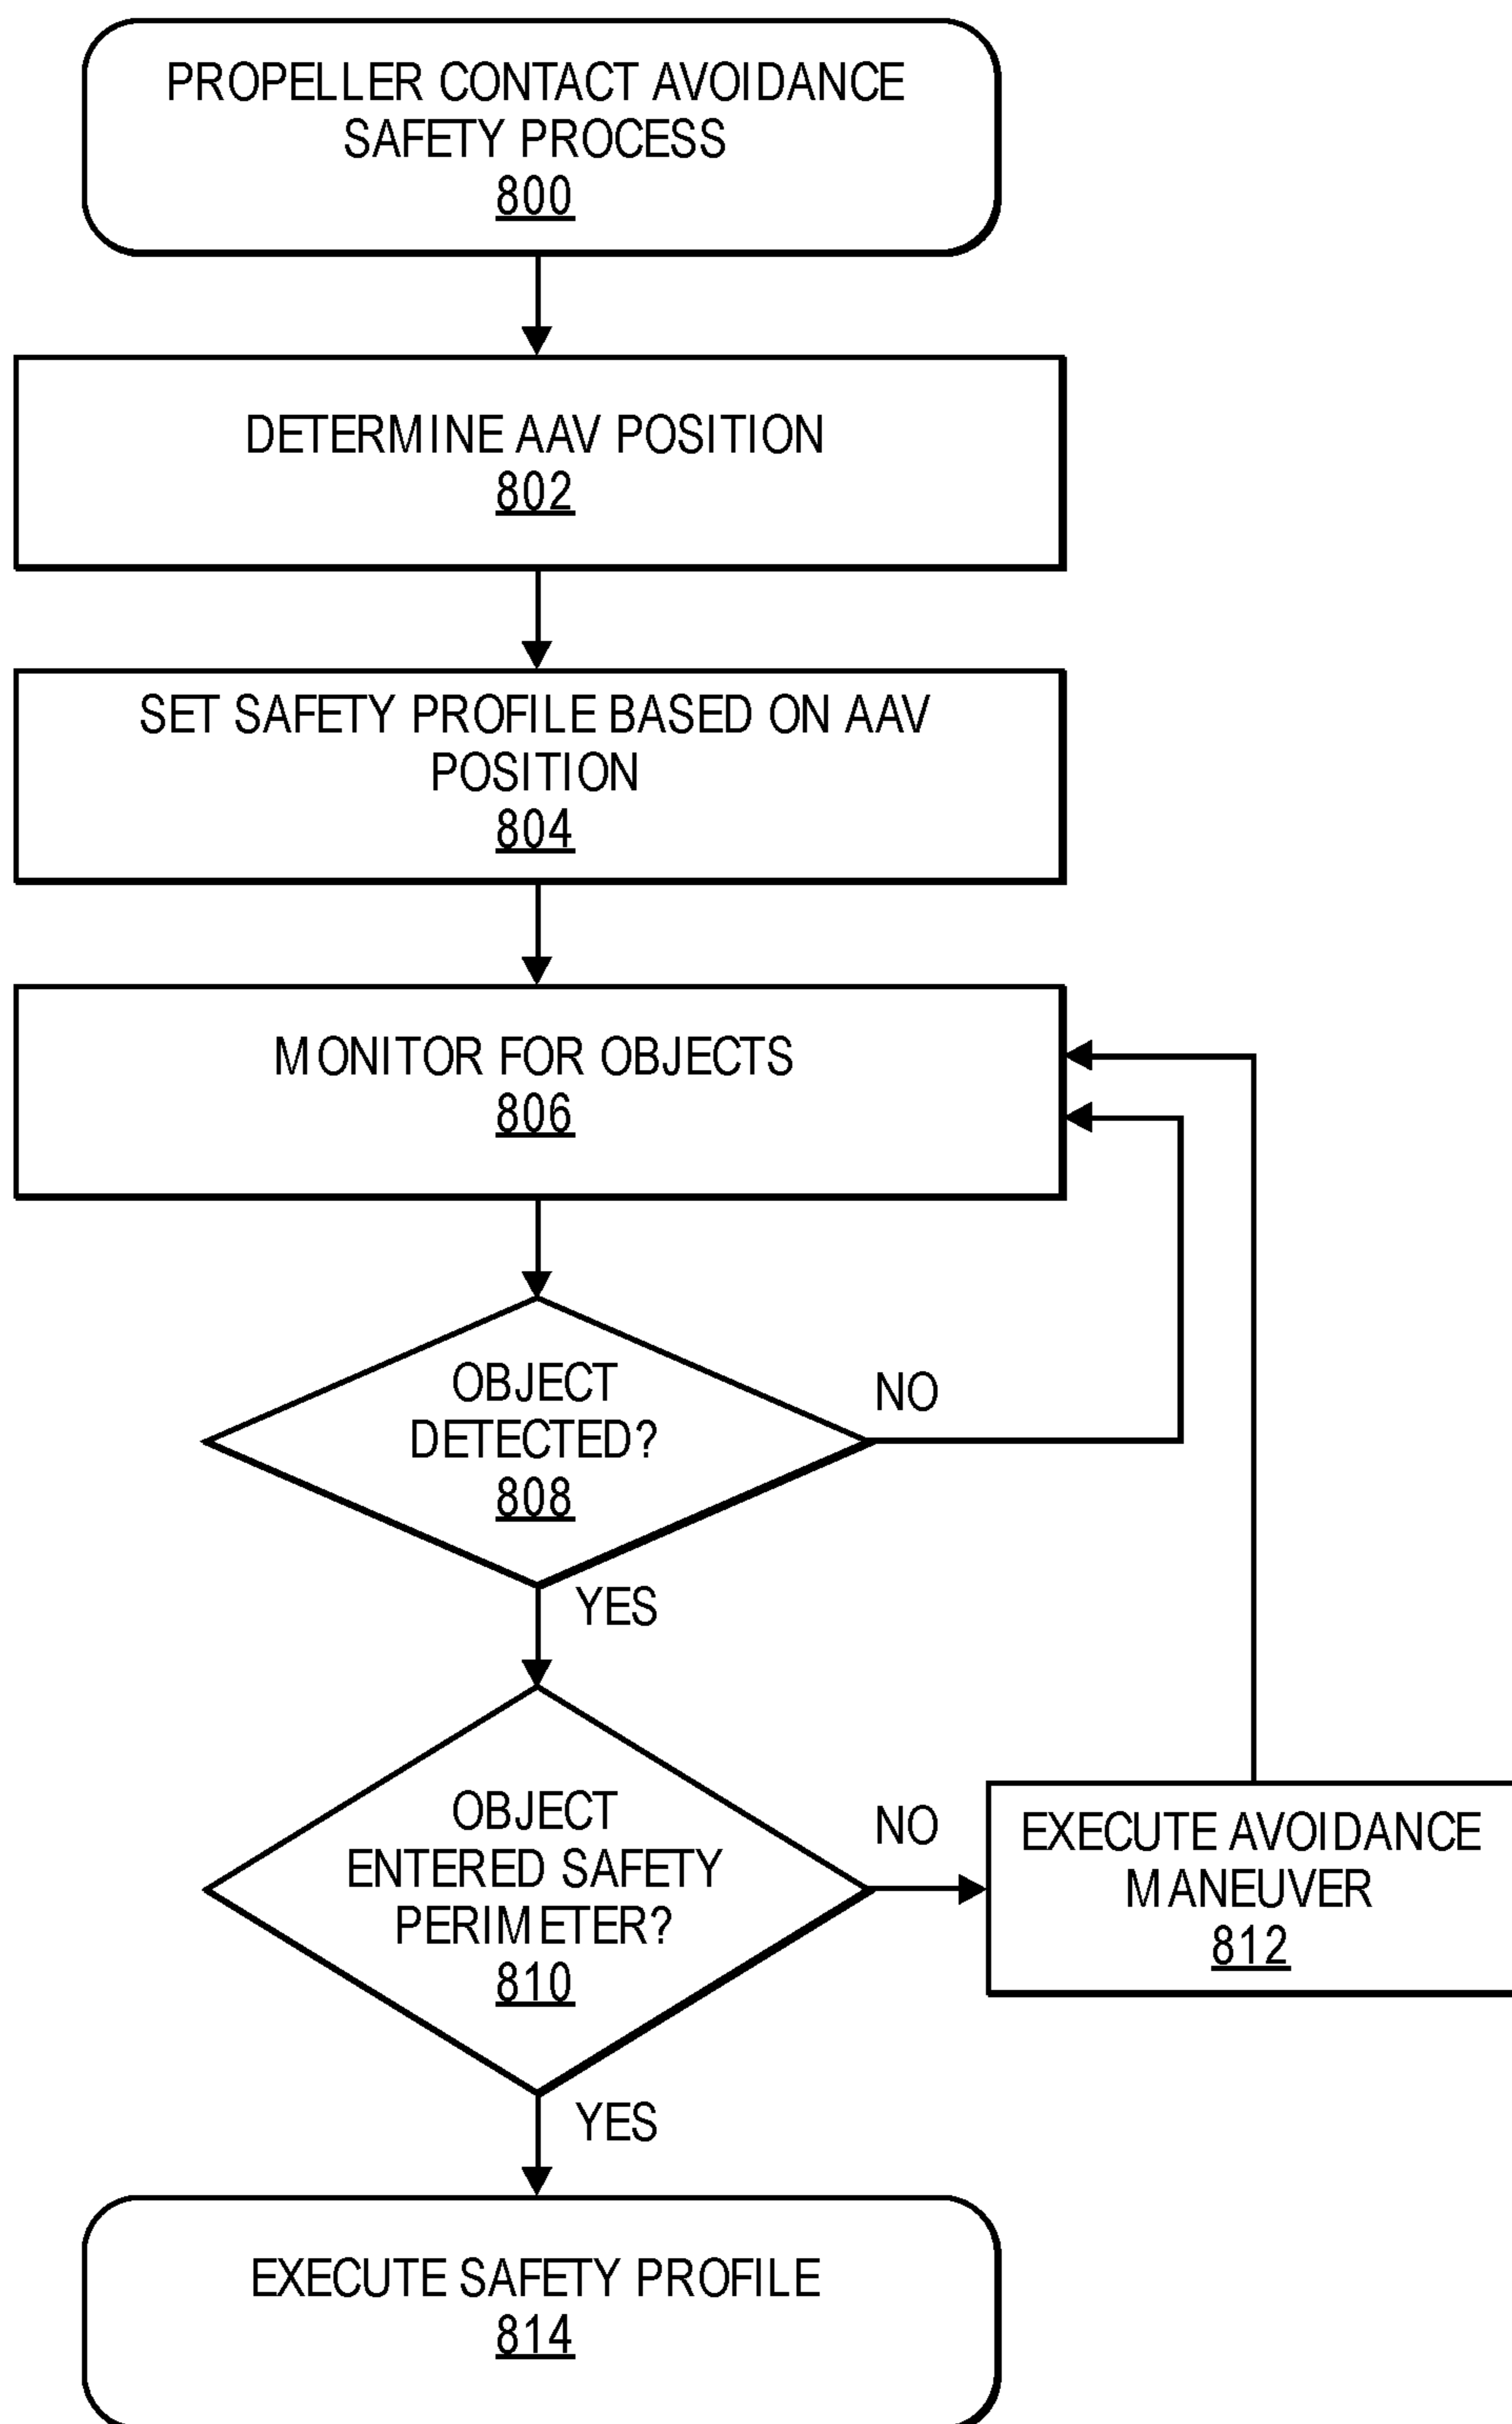 PROPELLER CONTACT AVOIDANCE
SAFETY PROCESS
800
DETERMINE AAV POSITION
802
SET SAFETY PROFILE BASED ON AAV
POSITION
804
MONITOR FOR OBJECTS
806
OBJECT
DETECTED?
808
NO
YES
OBJECT
ENTERED SAFETY
PERIMETER?
810
NO
EXECUTE AVOIDANCE
MANEUVER
812
YES
EXECUTE SAFETY PROFILE
814